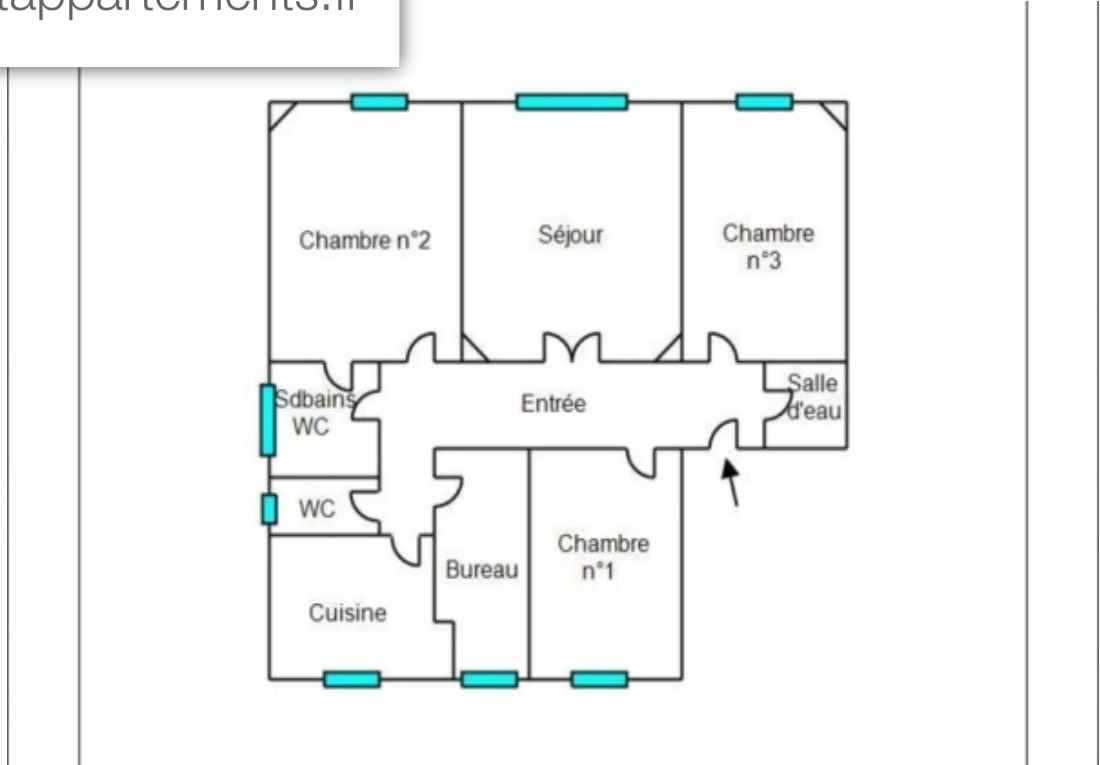 Chambre n°2
Séjour
Chambre
n°3
Sdbains
WC
Entrée
Salle
d'eau
WC
Chambre
n°1
Bureau
Cuisine